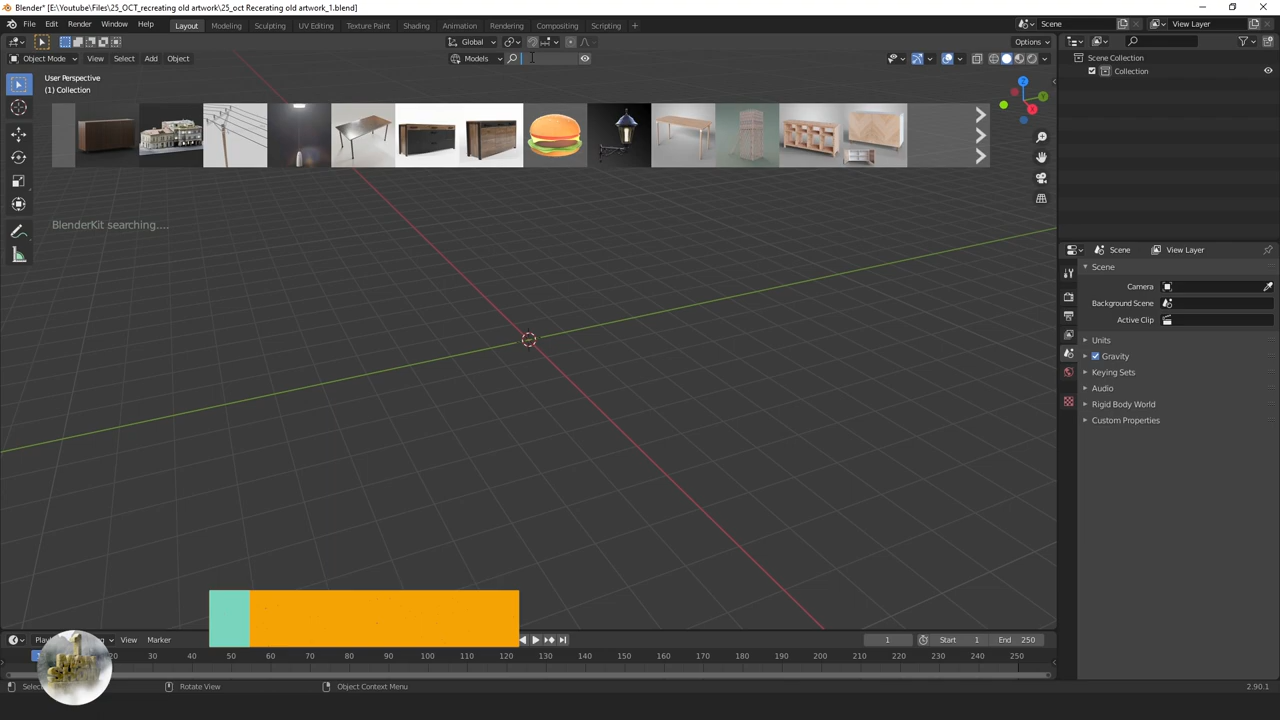 Blender* [E:\Youtube\Files\25_OCT_recreating old artwork\25_oct Recerating old artwork_1.blend]
File Edit Render Window Help Layout Modeling Sculpting UV Editing Texture Paint Shading Animation Rendering Compositing Scripting + Scene View Layer
Global Options
Object Mode View Select Add Object Models
User Perspective
(1) Collection
BlenderKit searching....
Scene Collection
Collection
Scene View Layer
Scene
Camera
Background Scene
Active Clip
Units
Gravity
Keying Sets
Audio
Rigid Body World
Custom Properties
View Marker 1 Start 1 End 250
20 30 40 50 60 70 80 90 100 110 120 130 140 150 160 170 180 190 200 210 220 230 240 250
Rotate View Object Context Menu 2.90.1